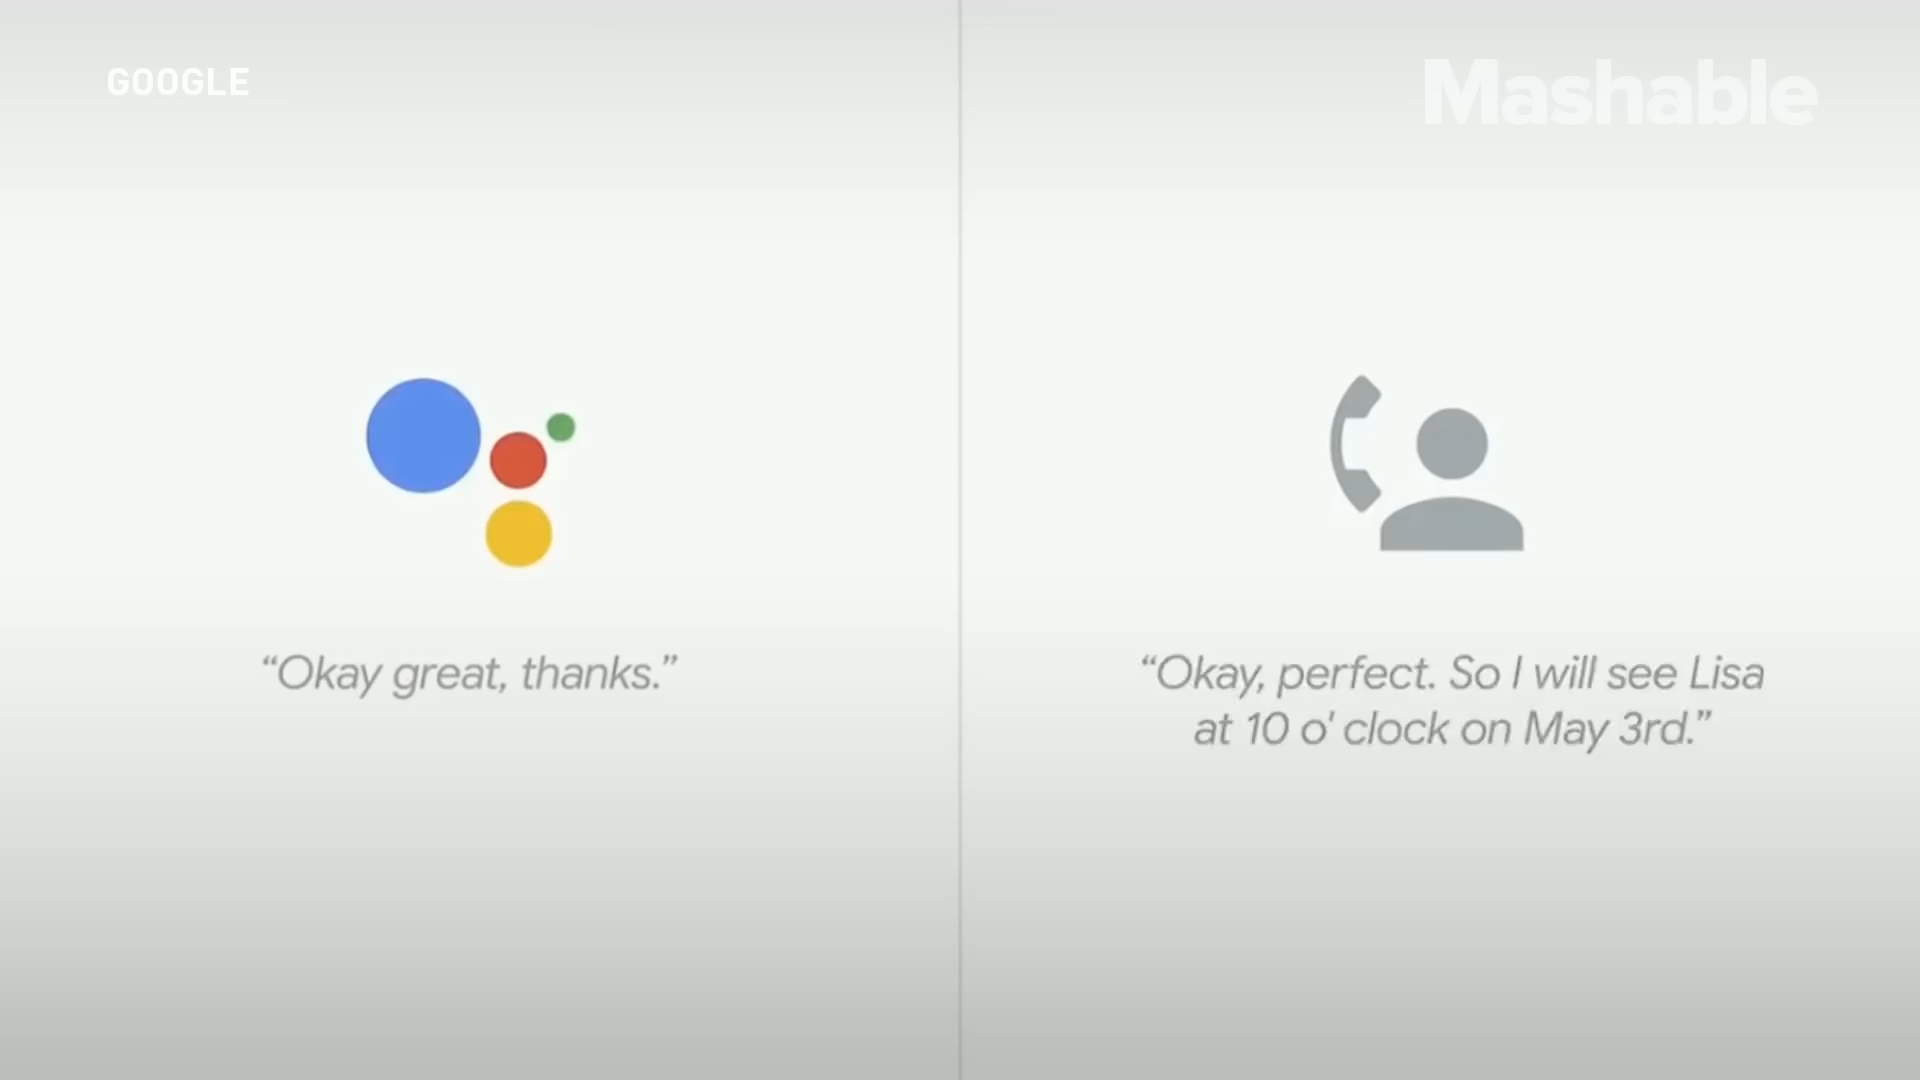 GOOGLE
Mashable
“Okay great, thanks.”
“Okay, perfect. So I will see Lisa
at 10 o' clock on May 3rd.”